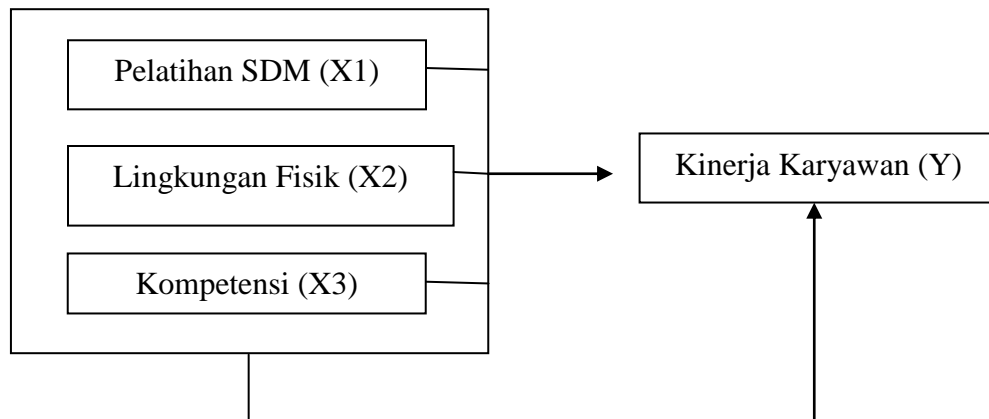 Pelatihan SDM (X1)
Lingkungan Fisik (X2)
Kinerja Karyawan (Y)
Kompetensi (X3)